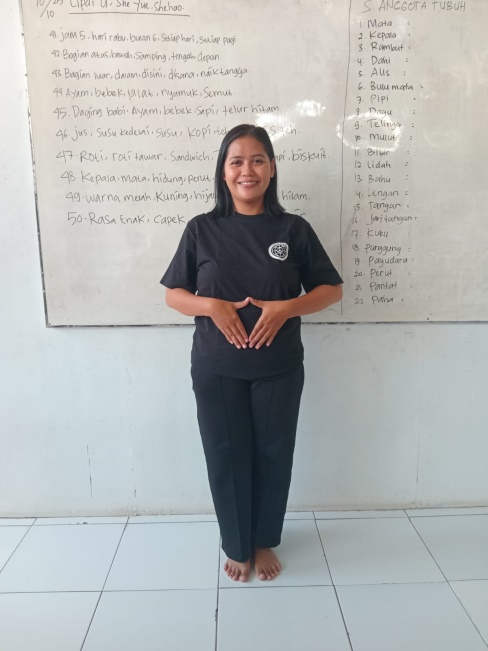 10/10
Lipat U. She-Yue. Shehao
41 jam 5. hari rabu, bulan 6. setiap hari, setiap pagi
42 Bagian atas, bawah, samping, tengah, depan
43 Bagian luar, dalam, disini, disana, naik tangga
44 Ayam, bebek, lalat, nyamuk, semut
45. Daging babi. Ayam, bebek. Sapi, telur hitam
46 jus, susu kedelai, susu, kopi
47 Roti, roti tawar. Sandwich, biskuit.
48 Kepala, mata, hidung, perut,
49 Warna merah, kuning, hijau hitam.
50. Rasa Enak, Capek
S. ANGGOTA TUBUH
1. Mata :
2. Kepala
3. Rambut :
4. Dahi :
5 Alis :
6. Bulu mata :
7. Pipi :
8 Dagu :
9. Telinga :
10. Mulut :
11 Bibir :
12 Lidah :
13 Bahu :
14. Lengan :
15. Tangan :
16. jari tangan :
17. Kuku
18 Punggung :
19 Payudara :
20. Perut :
21 Pantat :
22 Paha :